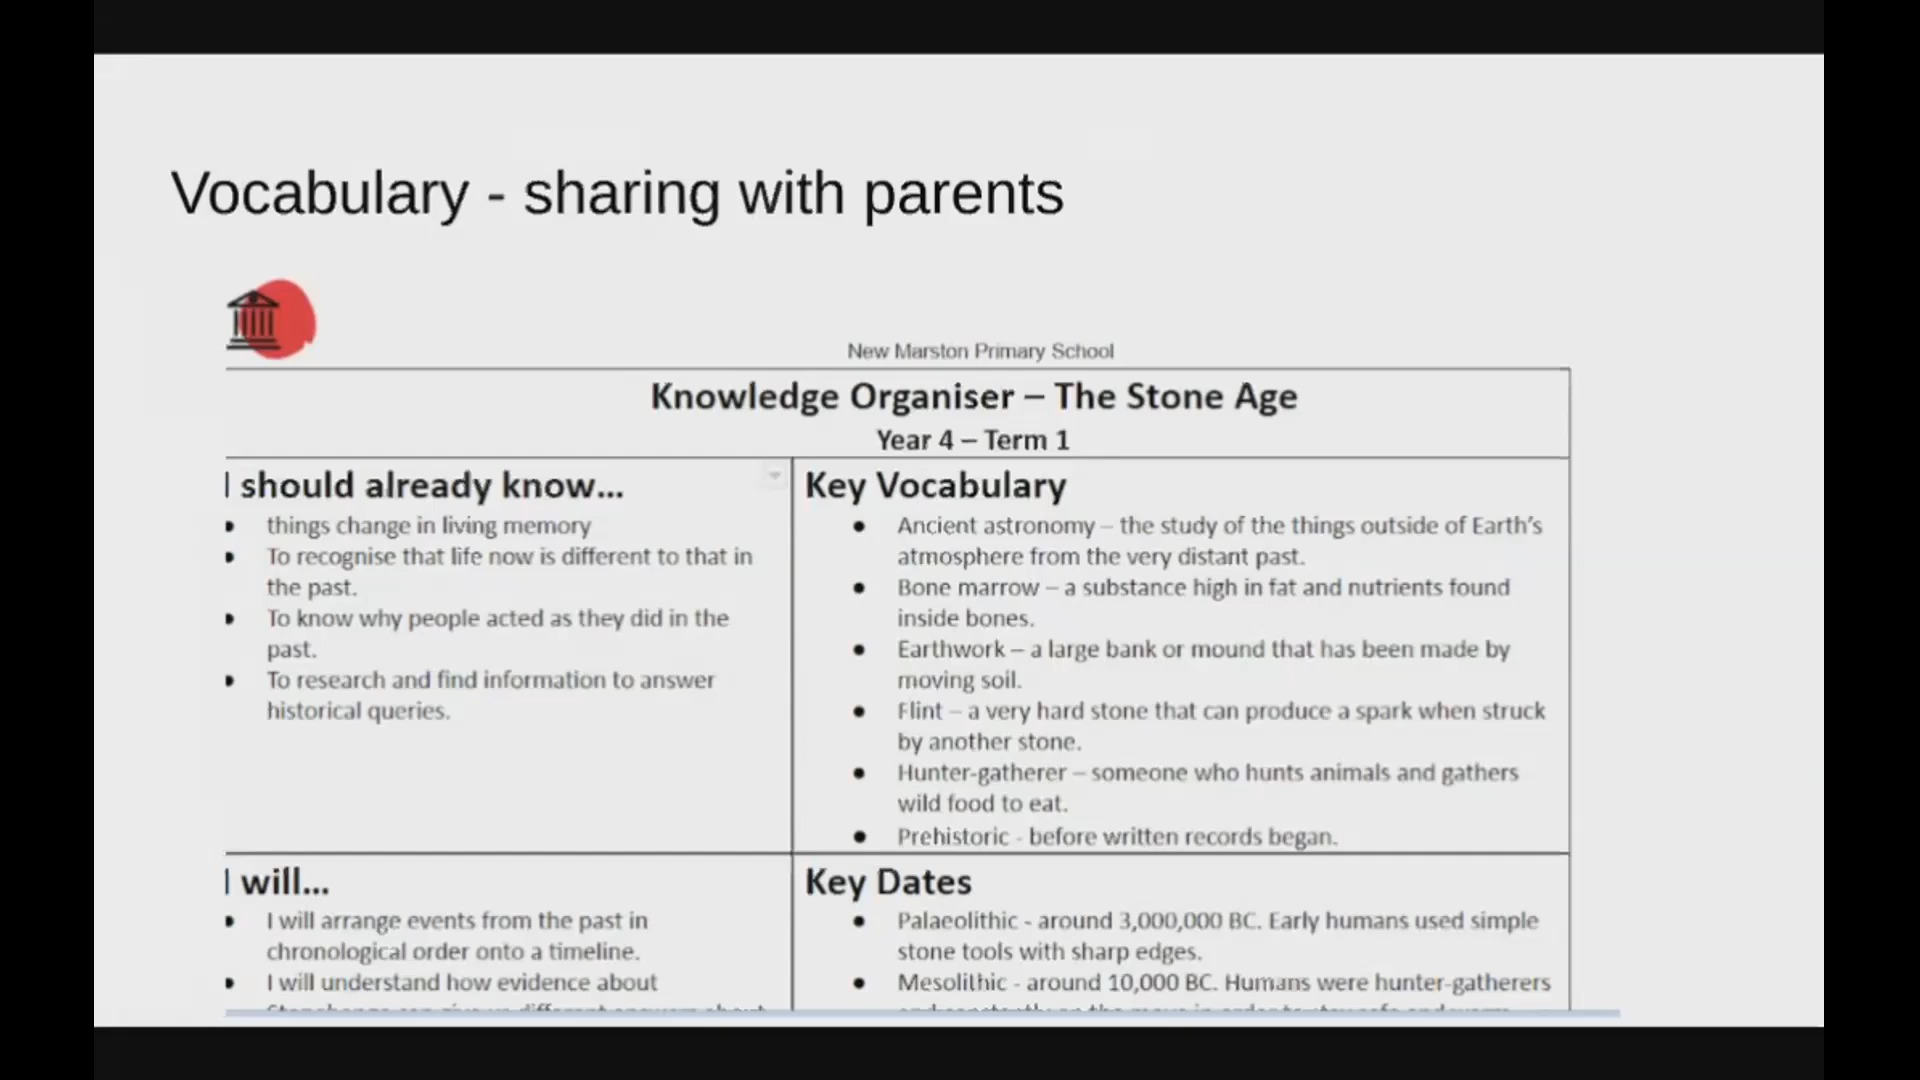 Vocabulary - sharing with parents
New Marston Primary School
Knowledge Organiser – The Stone Age
Year 4 – Term 1
I should already know...
things change in living memory
To recognise that life now is different to that in
the past.
To know why people acted as they did in the
past.
To research and find information to answer
historical queries.
Key Vocabulary
Ancient astronomy – the study of the things outside of Earth's
atmosphere from the very distant past.
Bone marrow – a substance high in fat and nutrients found
inside bones.
Earthwork – a large bank or mound that has been made by
moving soil.
Flint – a very hard stone that can produce a spark when struck
by another stone.
Hunter-gatherer – someone who hunts animals and gathers
wild food to eat.
Prehistoric - before written records began.
I will...
I will arrange events from the past in
chronological order onto a timeline.
I will understand how evidence about
Key Dates
Palaeolithic - around 3,000,000 BC. Early humans used simple
stone tools with sharp edges.
Mesolithic - around 10,000 BC. Humans were hunter-gatherers